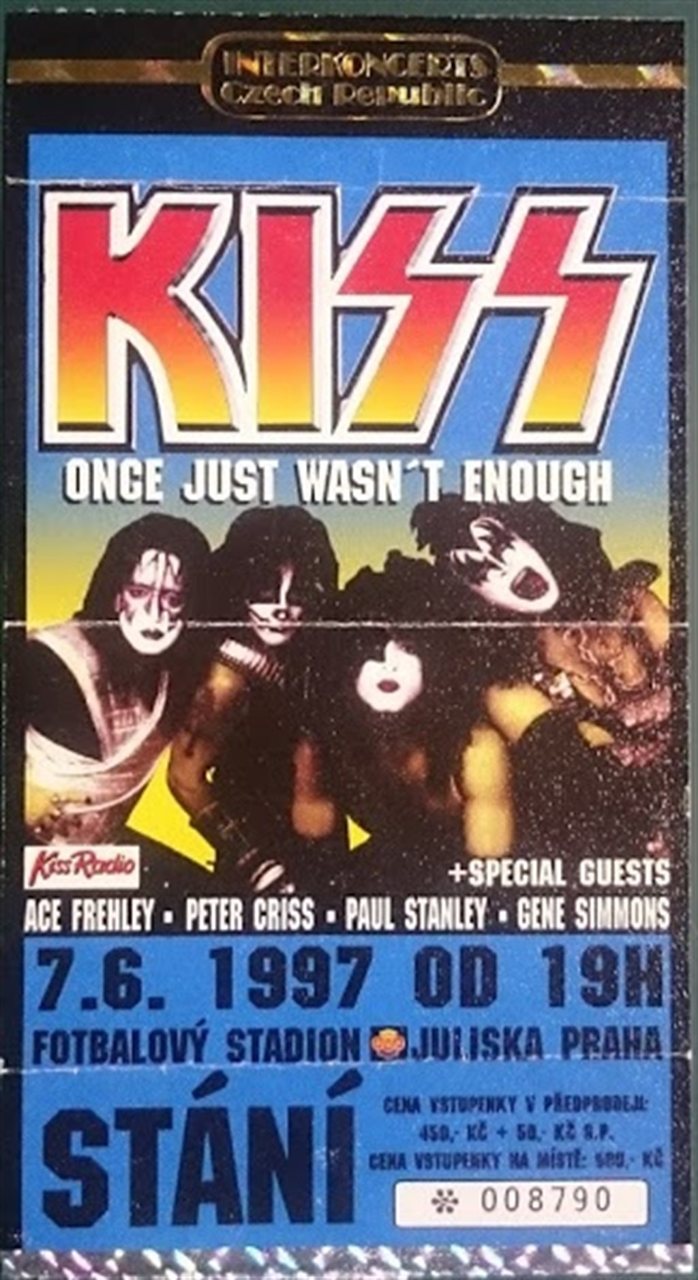 INTERKONCERTS
Czech Republic
KISS
ONCE JUST WASN´T ENOUGH
Kiss Radio
+SPECIAL GUESTS
ACE FREHLEY ▪ PETER CRISS ▪ PAUL STANLEY ▪ GENE SIMMONS
7.6. 1997 OD 19H
FOTBALOVÝ STADION JULISKA PRAHA
STÁNÍ
CENA VSTUPENKY V PŘEDPRODEJI:
450,- KČ + 50,- KČ S.P.
CENA VSTUPENKY NA MÍSTĚ: ,- KČ
* 008790